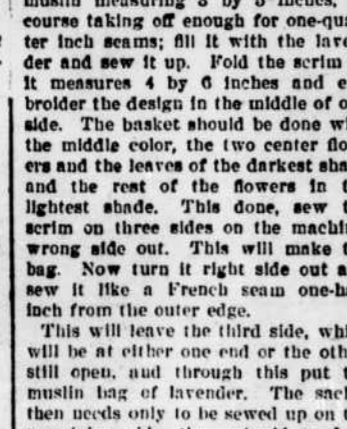 muslin measuring 3 by 5 inches,
course taking off enough for one-qua
ter inch seams; fill it with the lave
der and sew it up. Fold the scrim
it measures 4 by 6 inches and e
broider the design in the middle of o
side. The basket should be done wi
the middle color, the two center flo
ers and the leaves of the darkest sha
and the rest of the flowers in t
lightest shade. This done, sew t
scrim on three sides on the machin
wrong side out. This will make t
bag. Now turn it right side out a
sew it like a French seam one-ha
inch from the outer edge.
This will leave the third side, whi
will be at either one end or the oth
still open, and through this put t
muslin bag of lavender. The sach
then needs only to be sewed up on t